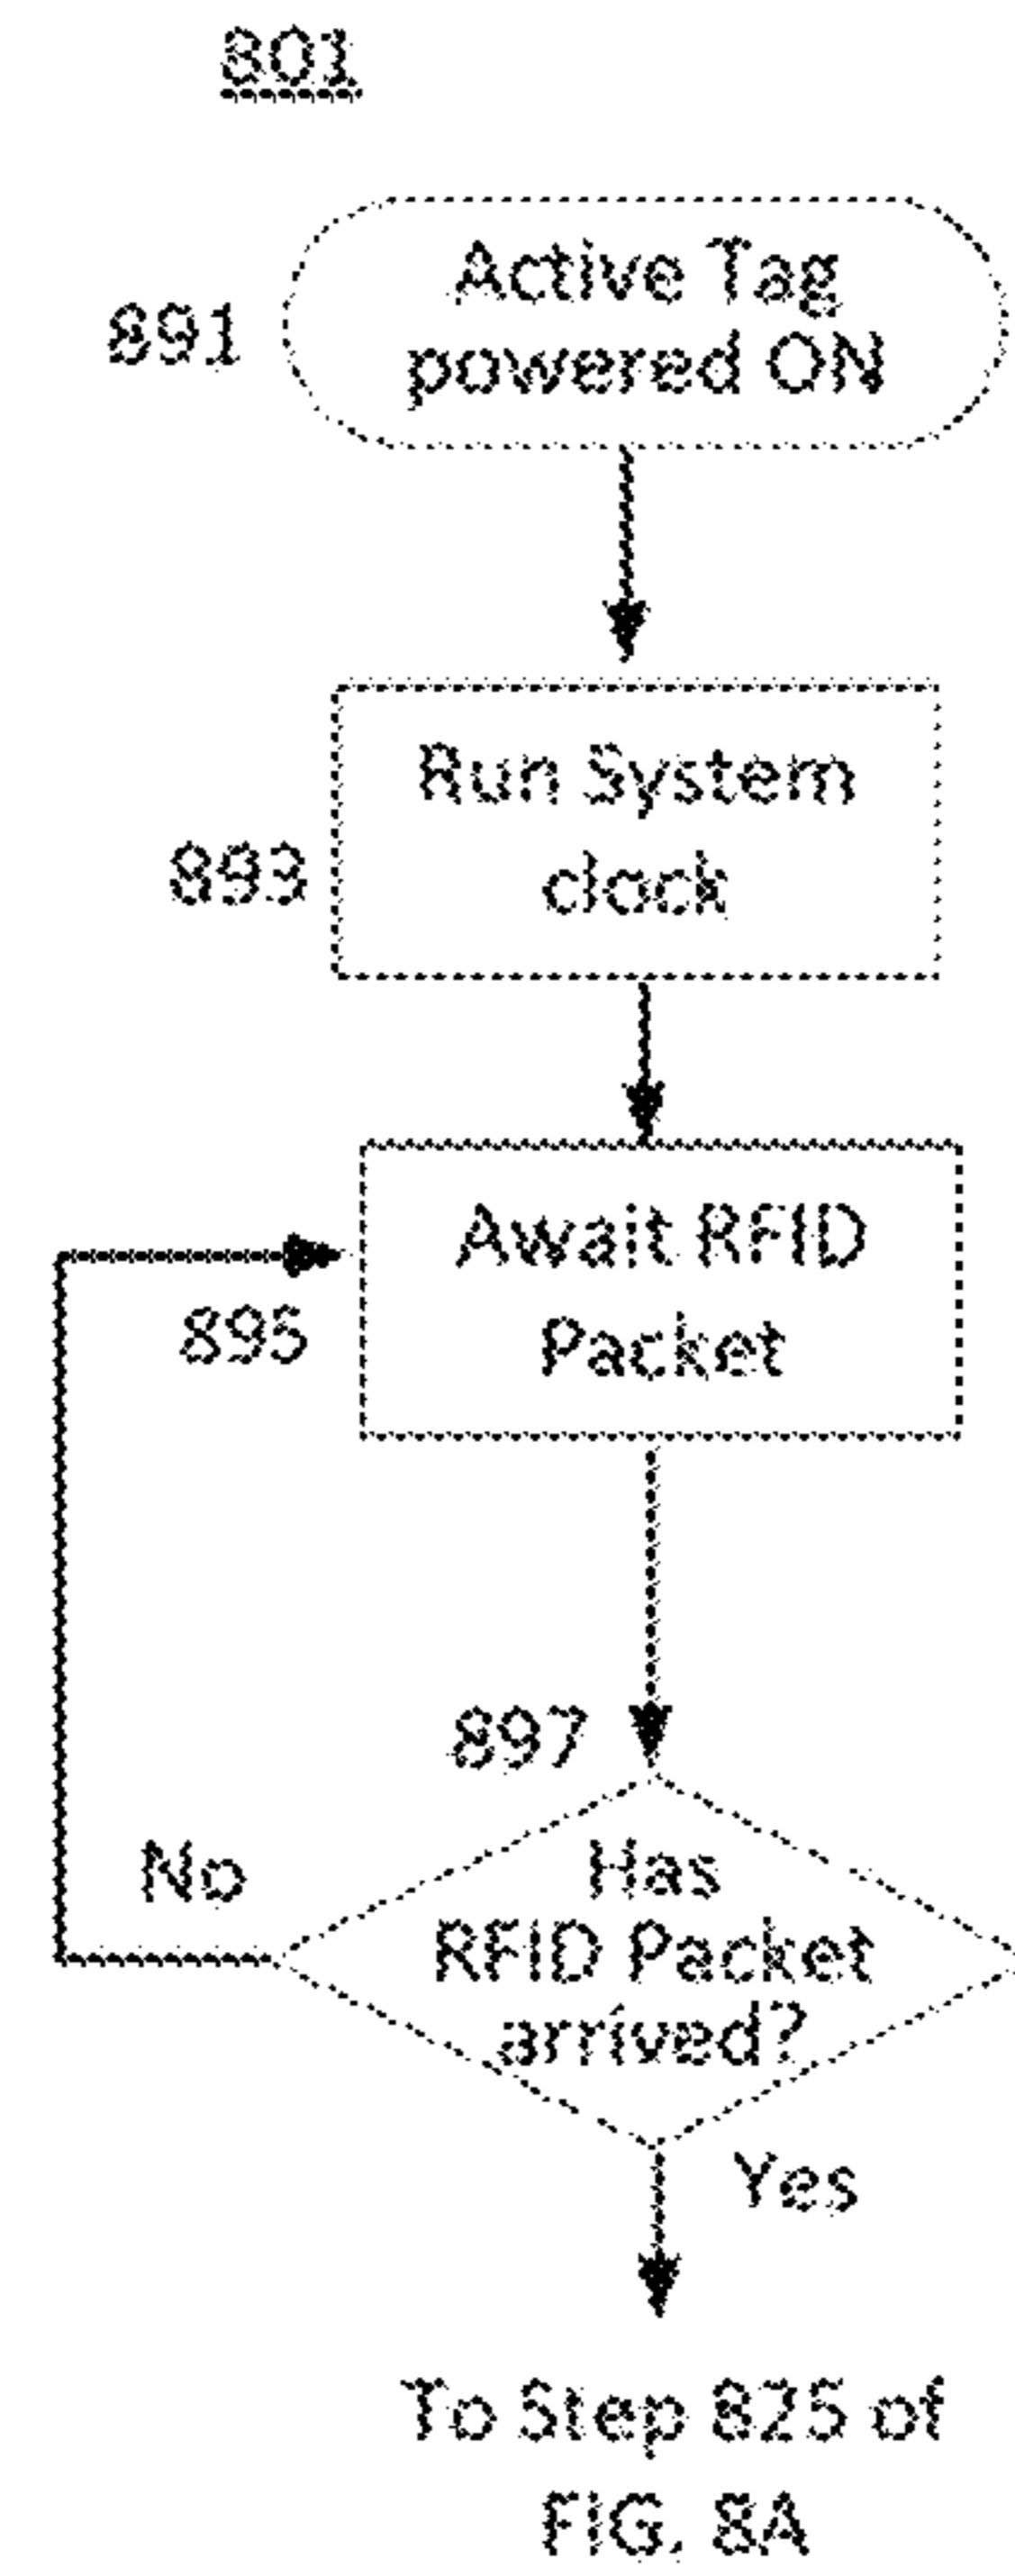 801
891
Active Tag
powered ON
893
Run System
clock
895
Await RFID
Packet
897
Has
RFID Packet
arrived?
No
Yes
To Step 825 of
FIG. 8A